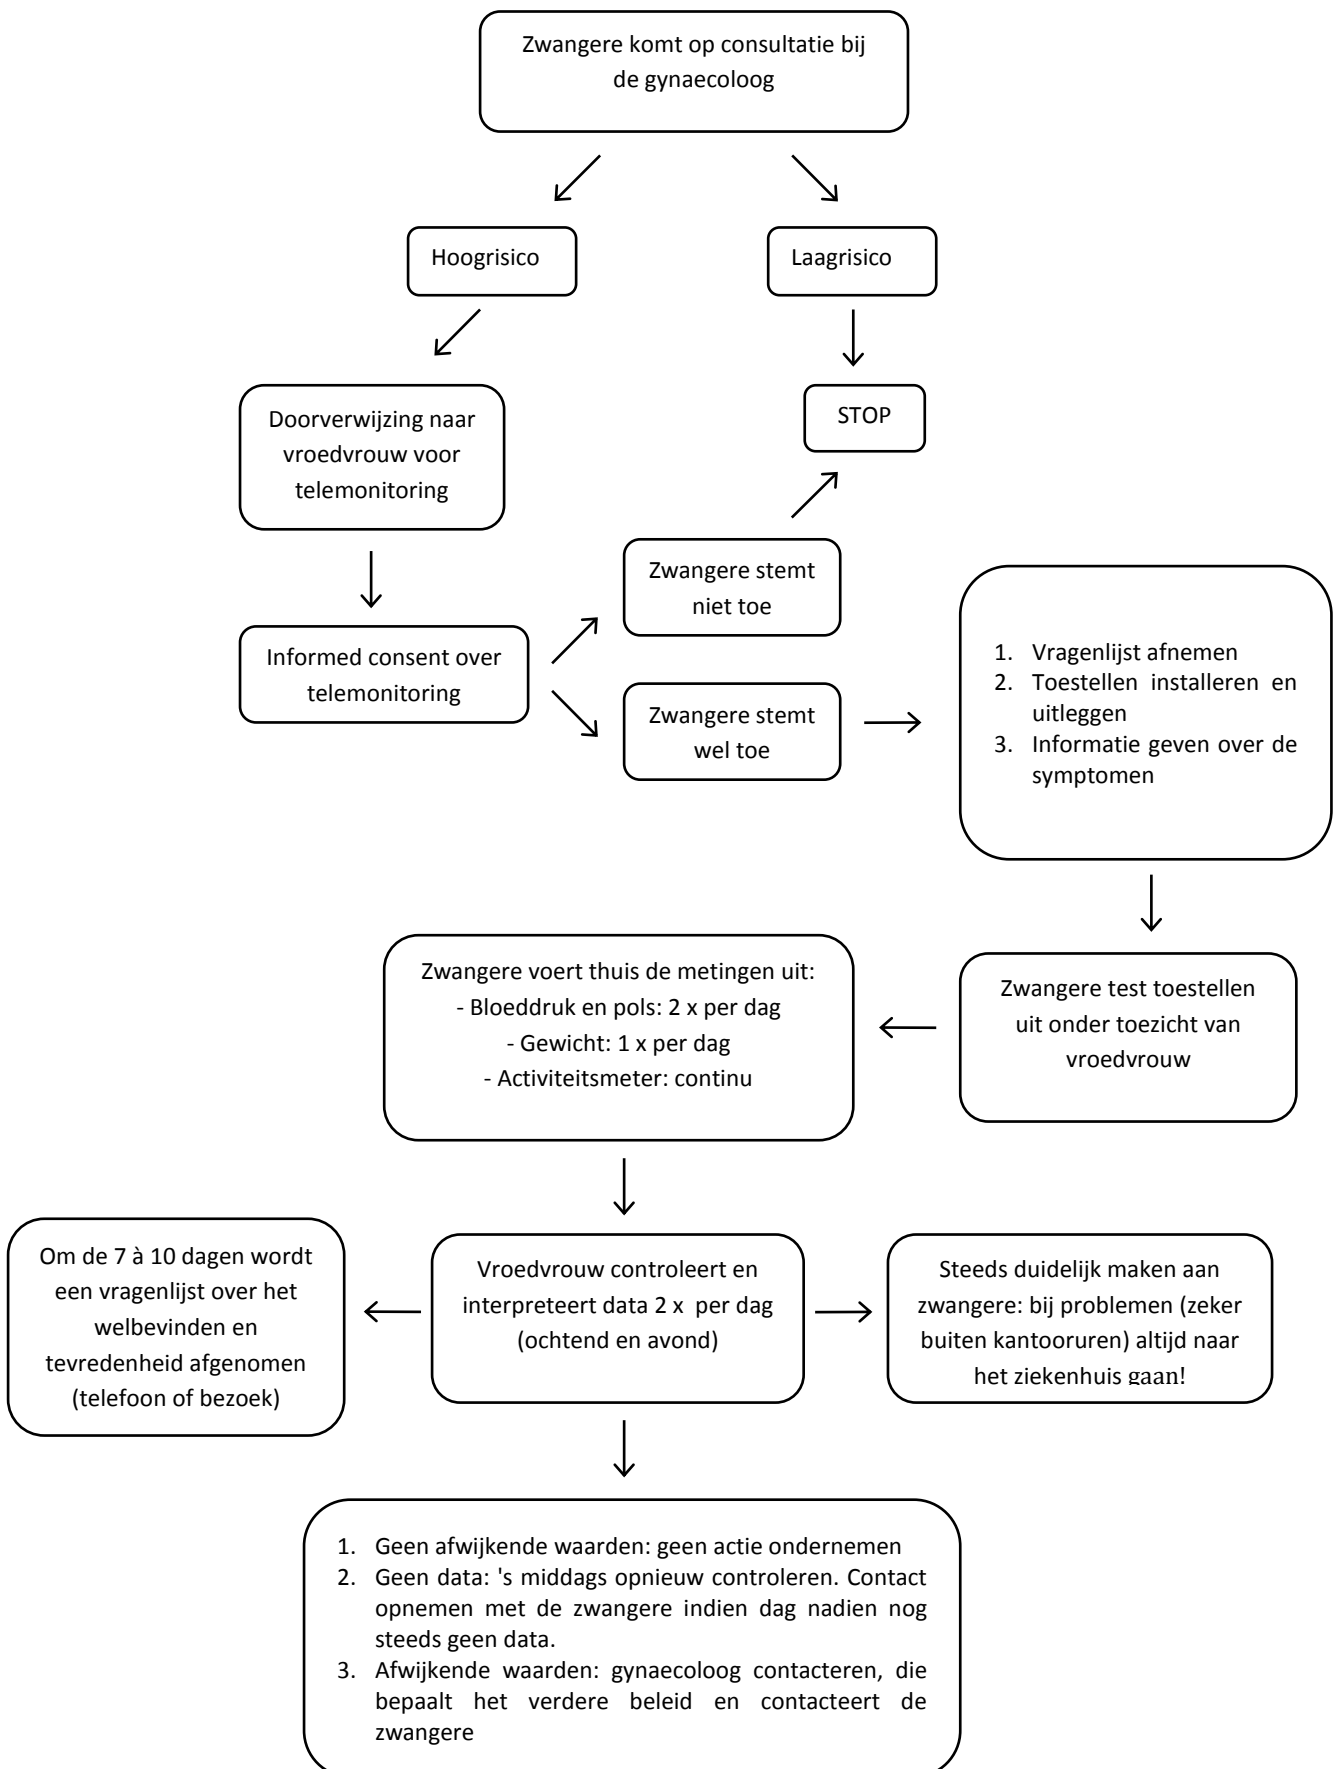 Zwangere komt op consultatie bij
de gynaecoloog
Hoogrisico
Laagrisico
Doorverwijzing naar
vroedvrouw voor
telemonitoring
STOP
Zwangere stemt
niet toe
Informed consent over
telemonitoring
Zwangere stemt
wel toe
1. Vragenlijst afnemen
2. Toestellen installeren en
uitleggen
3. Informatie geven over de
symptomen
Zwangere test toestellen
uit onder toezicht van
vroedvrouw
Zwangere voert thuis de metingen uit:
- Bloeddruk en pols: 2 x per dag
- Gewicht: 1 x per dag
- Activiteitsmeter: continu
Om de 7 à 10 dagen wordt
een vragenlijst over het
welbevinden en
tevredenheid afgenomen
(telefoon of bezoek)
Vroedvrouw controleert en
interpreteert data 2 x per dag
(ochtend en avond)
Steeds duidelijk maken aan
zwangere: bij problemen (zeker
buiten kantooruren) altijd naar
het ziekenhuis gaan!
1. Geen afwijkende waarden: geen actie ondernemen
2. Geen data: 's middags opnieuw controleren. Contact
opnemen met de zwangere indien dag nadien nog
steeds geen data.
3. Afwijkende waarden: gynaecoloog contacteren, die
bepaalt het verdere beleid en contacteert de
zwangere